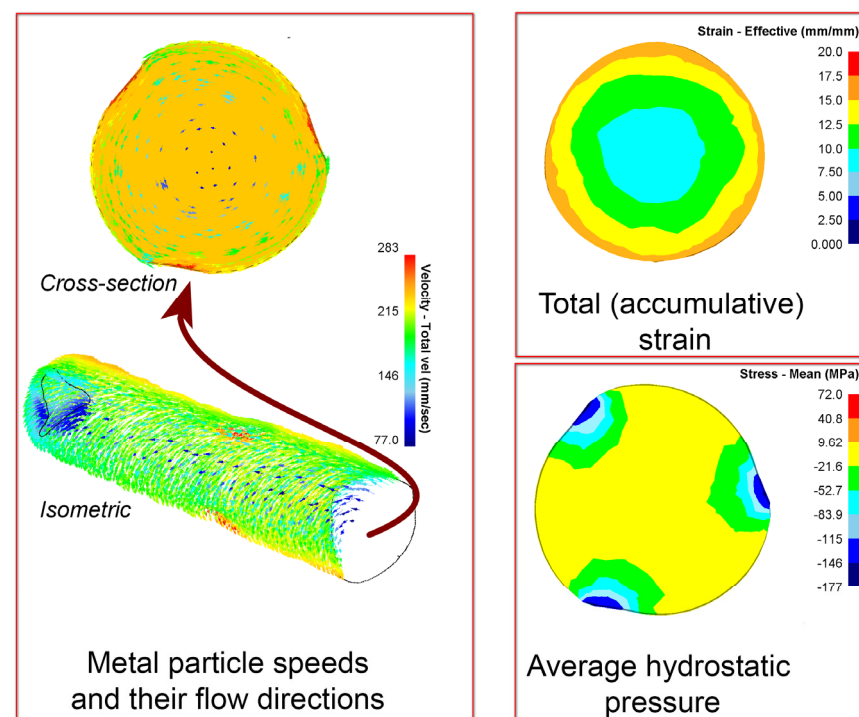 Cross-section
283
215
146
77.0
Velocity - Total vel (mm/sec)
Isometric
Metal particle speeds
and their flow directions
Strain - Effective (mm/mm)
20.0
17.5
15.0
12.5
10.00
7.50
5.00
2.50
0.000
Total (accumulative)
strain
Stress - Mean (MPa)
72.0
40.8
9.62
-21.6
-52.7
-83.9
-115
-146
-177
Average hydrostatic
pressure